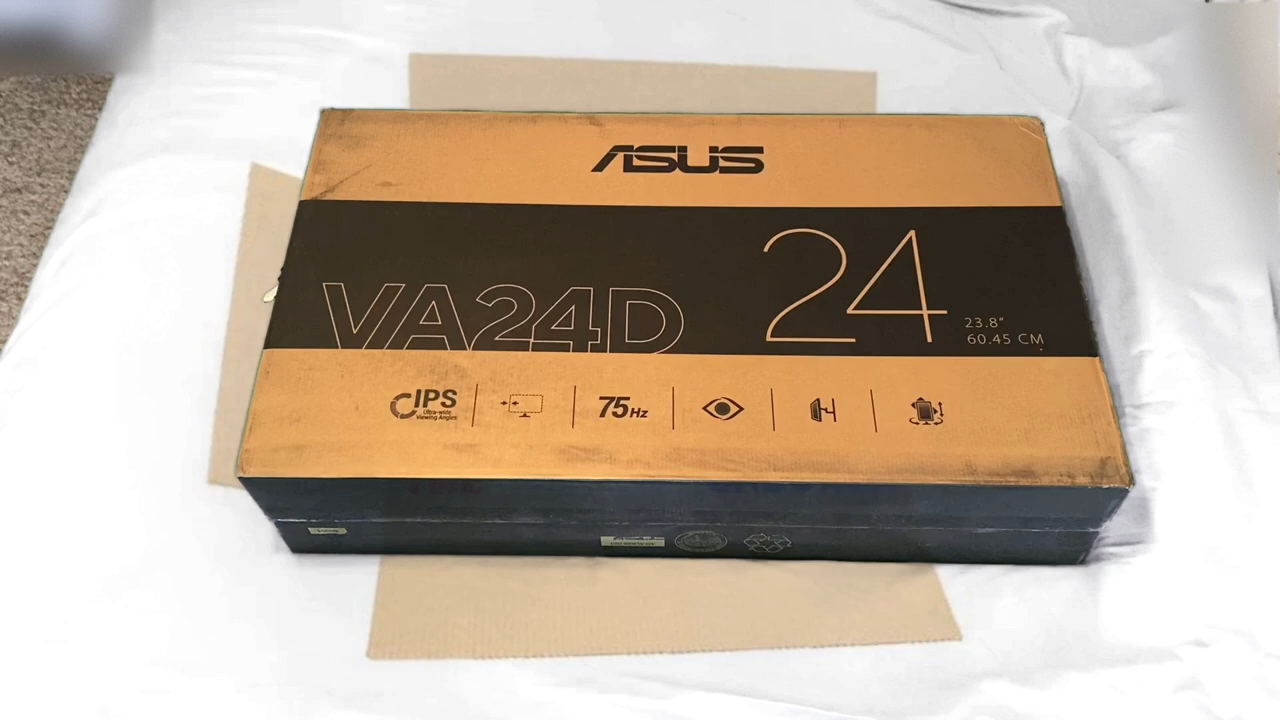 ASUS
VA24D
24
23.8"
60.45 CM
IPS
Ultra-wide
Viewing Angles
75Hz